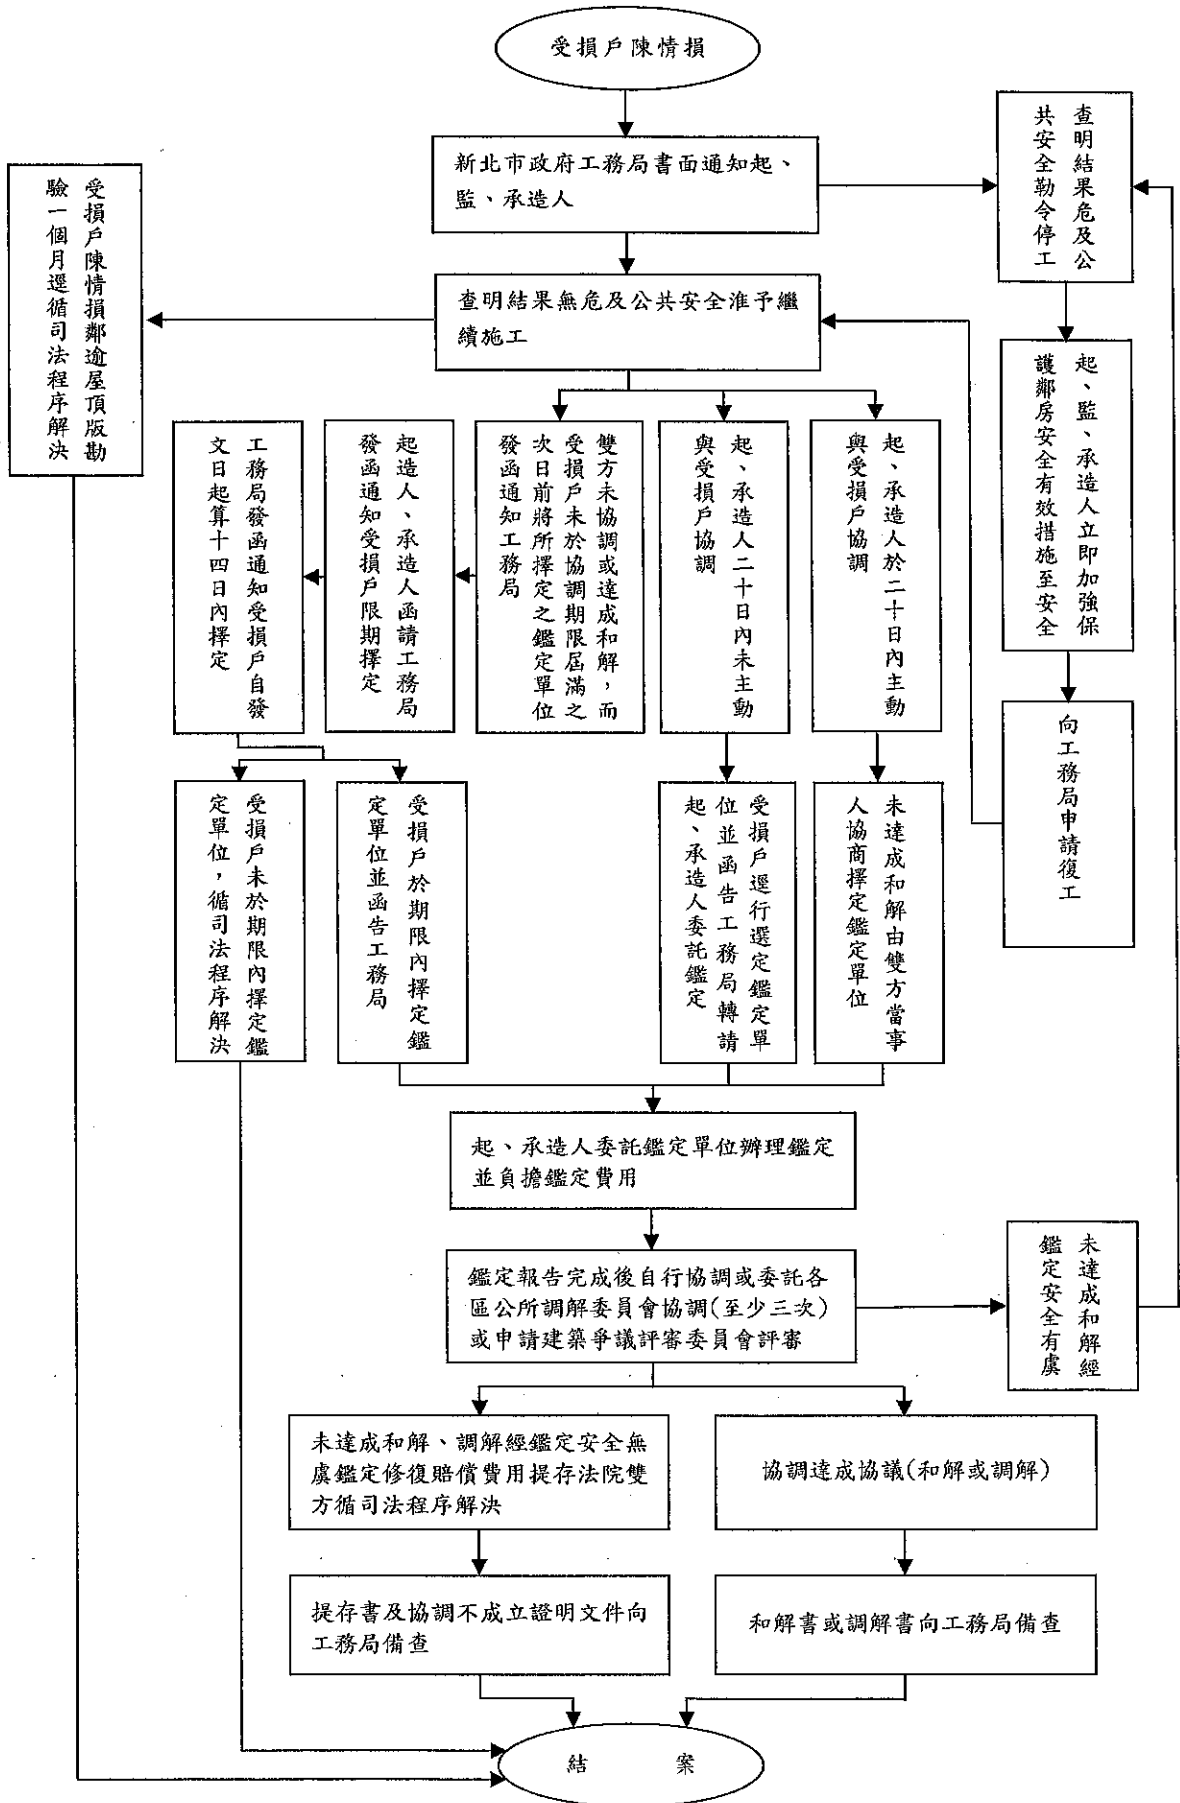 受損戶陳情損
新北市政府工務局書面通知起、
監、承造人
查明結果危及公
共安全勒令停工
受損戶陳情損鄰逾屋頂版勘
驗一個月逕循司法程序解決
查明結果無危及公共安全准予繼
續施工
起、監、承造人立即加強保
護鄰房安全有效措施至安全
向工務局申請復工
起、承造人於二十日內主動
與受損戶協調
起、承造人二十日內未主動
與受損戶協調
雙方未協調或達成和解，而
受損戶未於協調期限屆滿之
次日前將所擇定之鑑定單位
發函通知工務局
起造人、承造人函請工務局
發函通知受損戶限期擇定
工務局發函通知受損戶自發
文日起算十四日內擇定
未達成和解由雙方當事
人協商擇定鑑定單位
受損戶逕行選定鑑定單
位並函告工務局轉請
起、承造人委託鑑定
受損戶於期限內擇定鑑
定單位並函告工務局
受損戶未於期限內擇定鑑
定單位，循司法程序解決
起、承造人委託鑑定單位辦理鑑定
並負擔鑑定費用
鑑定報告完成後自行協調或委託各
區公所調解委員會協調(至少三次)
或申請建築爭議評審委員會評審
未達成和解經
鑑定安全有虞
未達成和解、調解經鑑定安全無
虞鑑定修復賠償費用提存法院雙
方循司法程序解決
協調達成協議(和解或調解)
提存書及協調不成立證明文件向
工務局備查
和解書或調解書向工務局備查
結 案